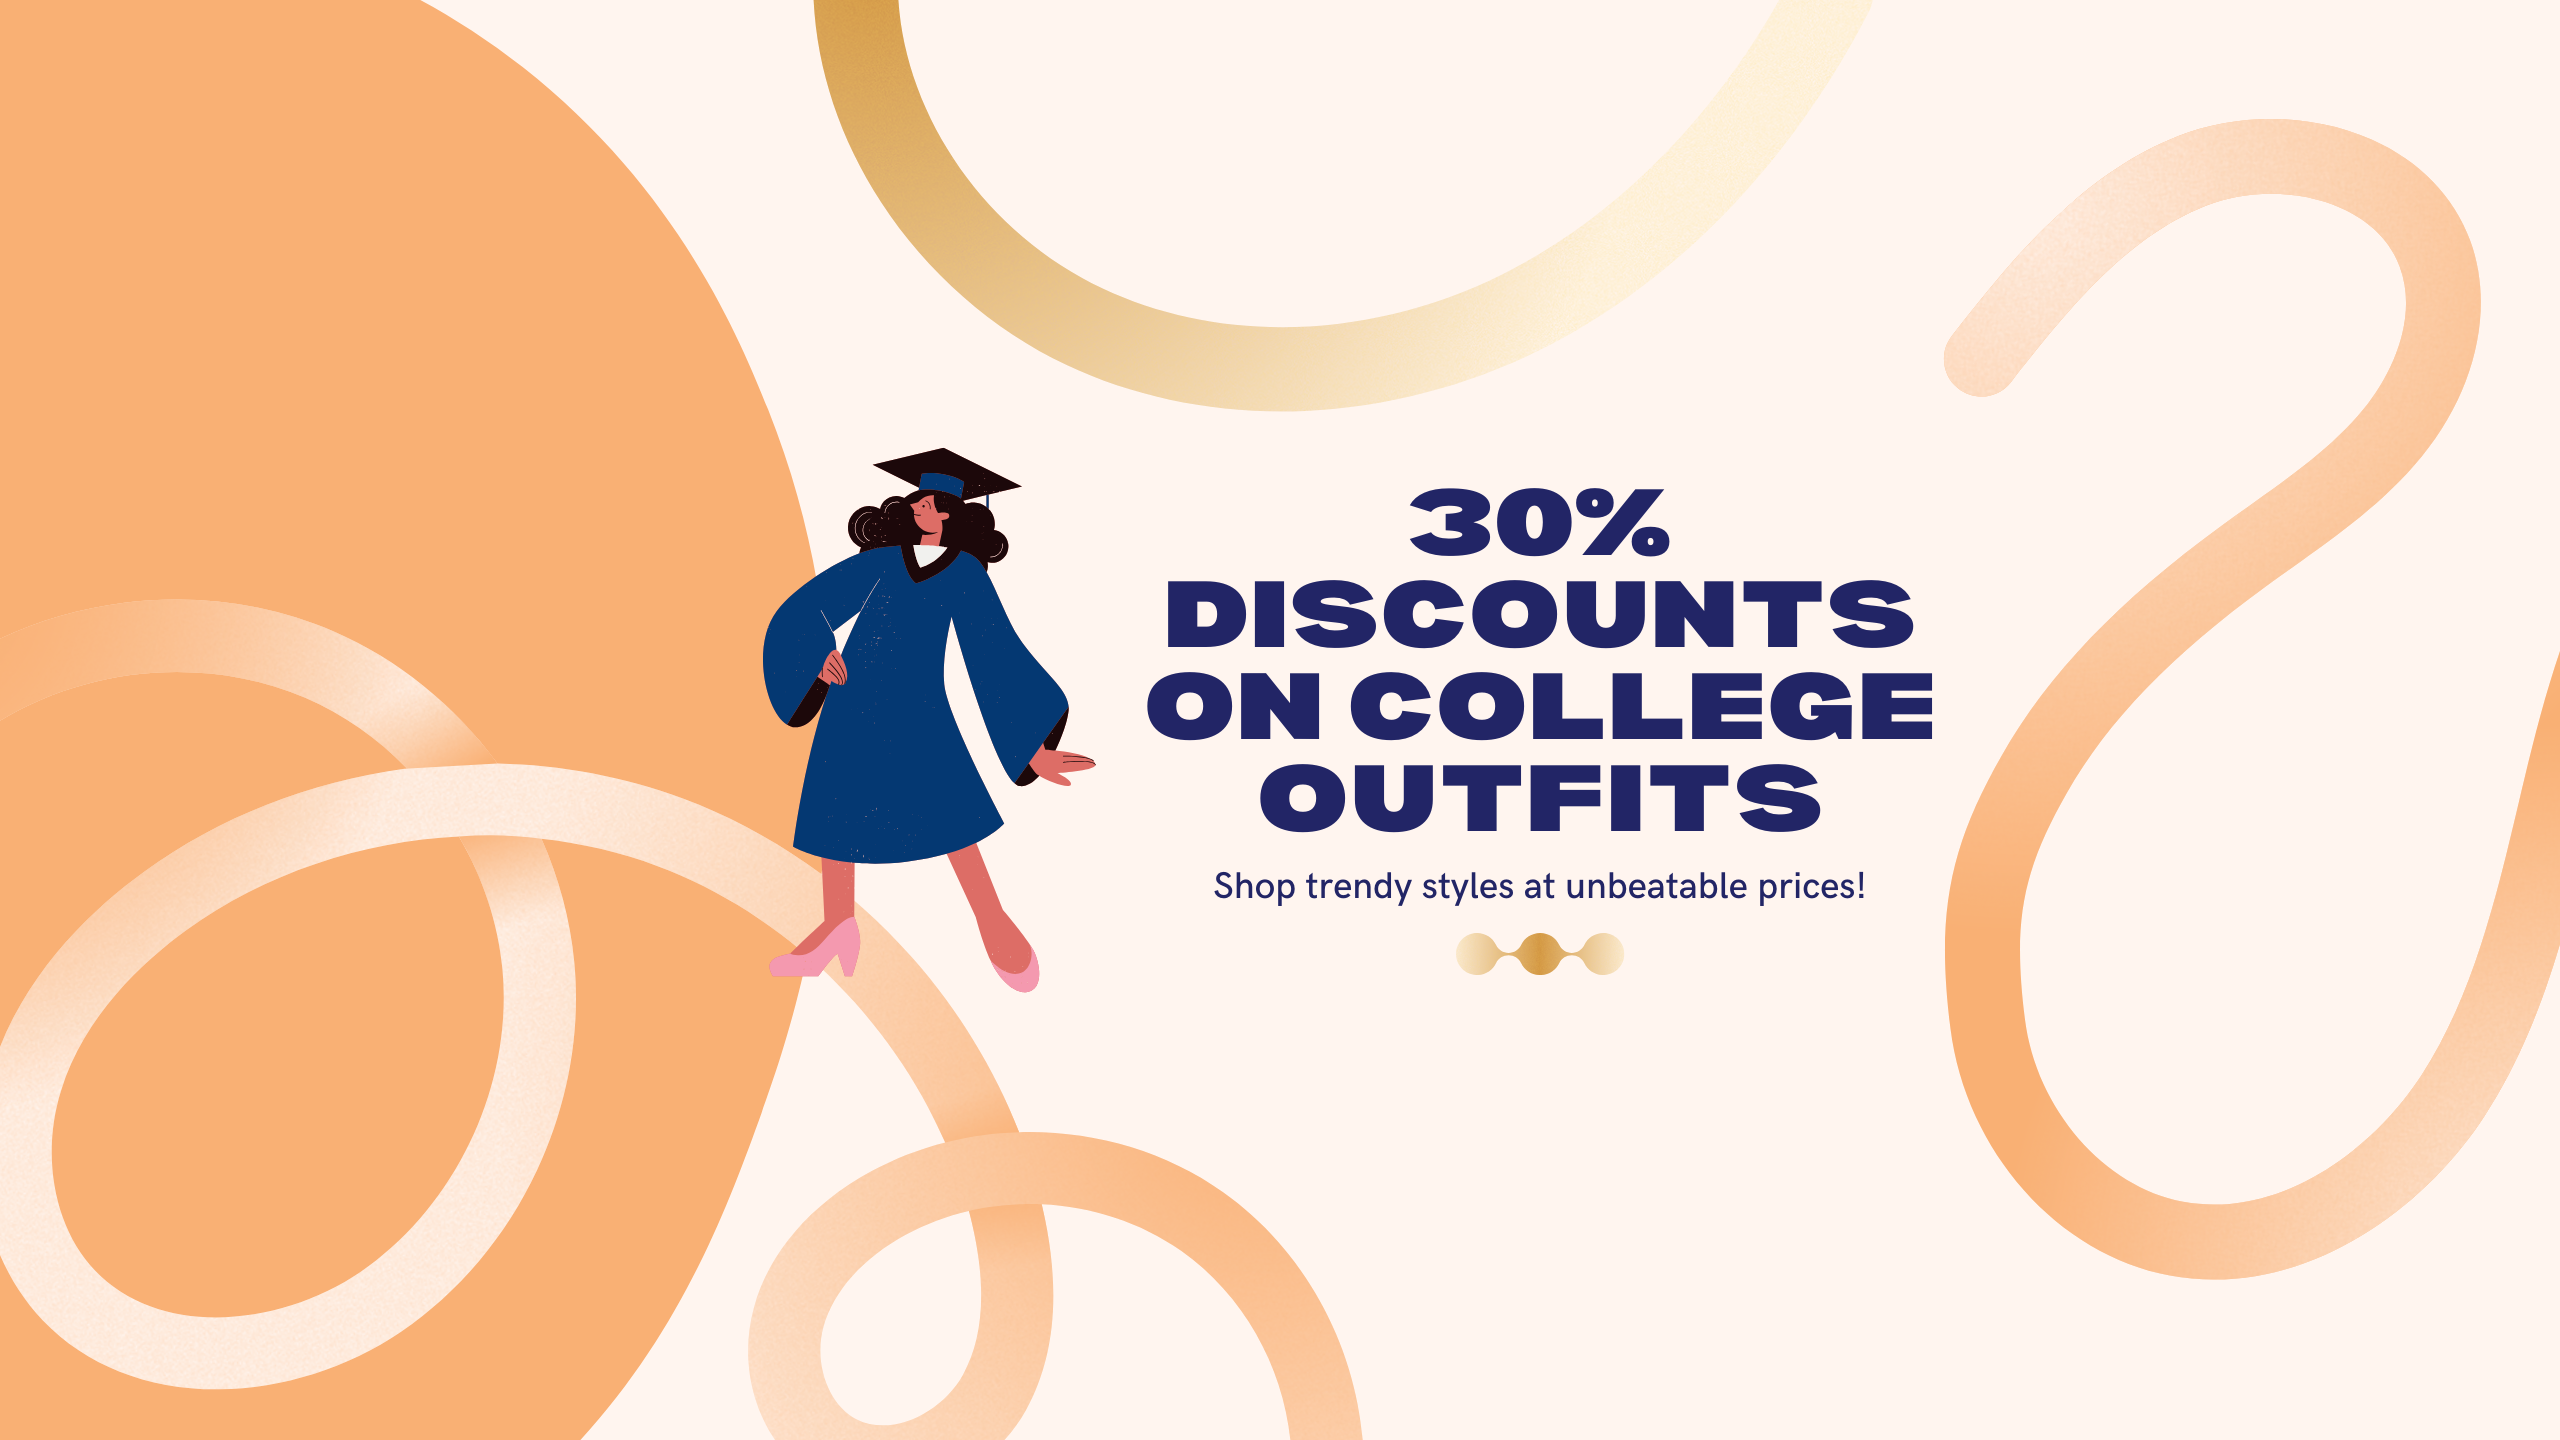 30%
DISCOUNTS
ON COLLEGE
OUTFITS
Shop trendy styles at unbeatable prices!